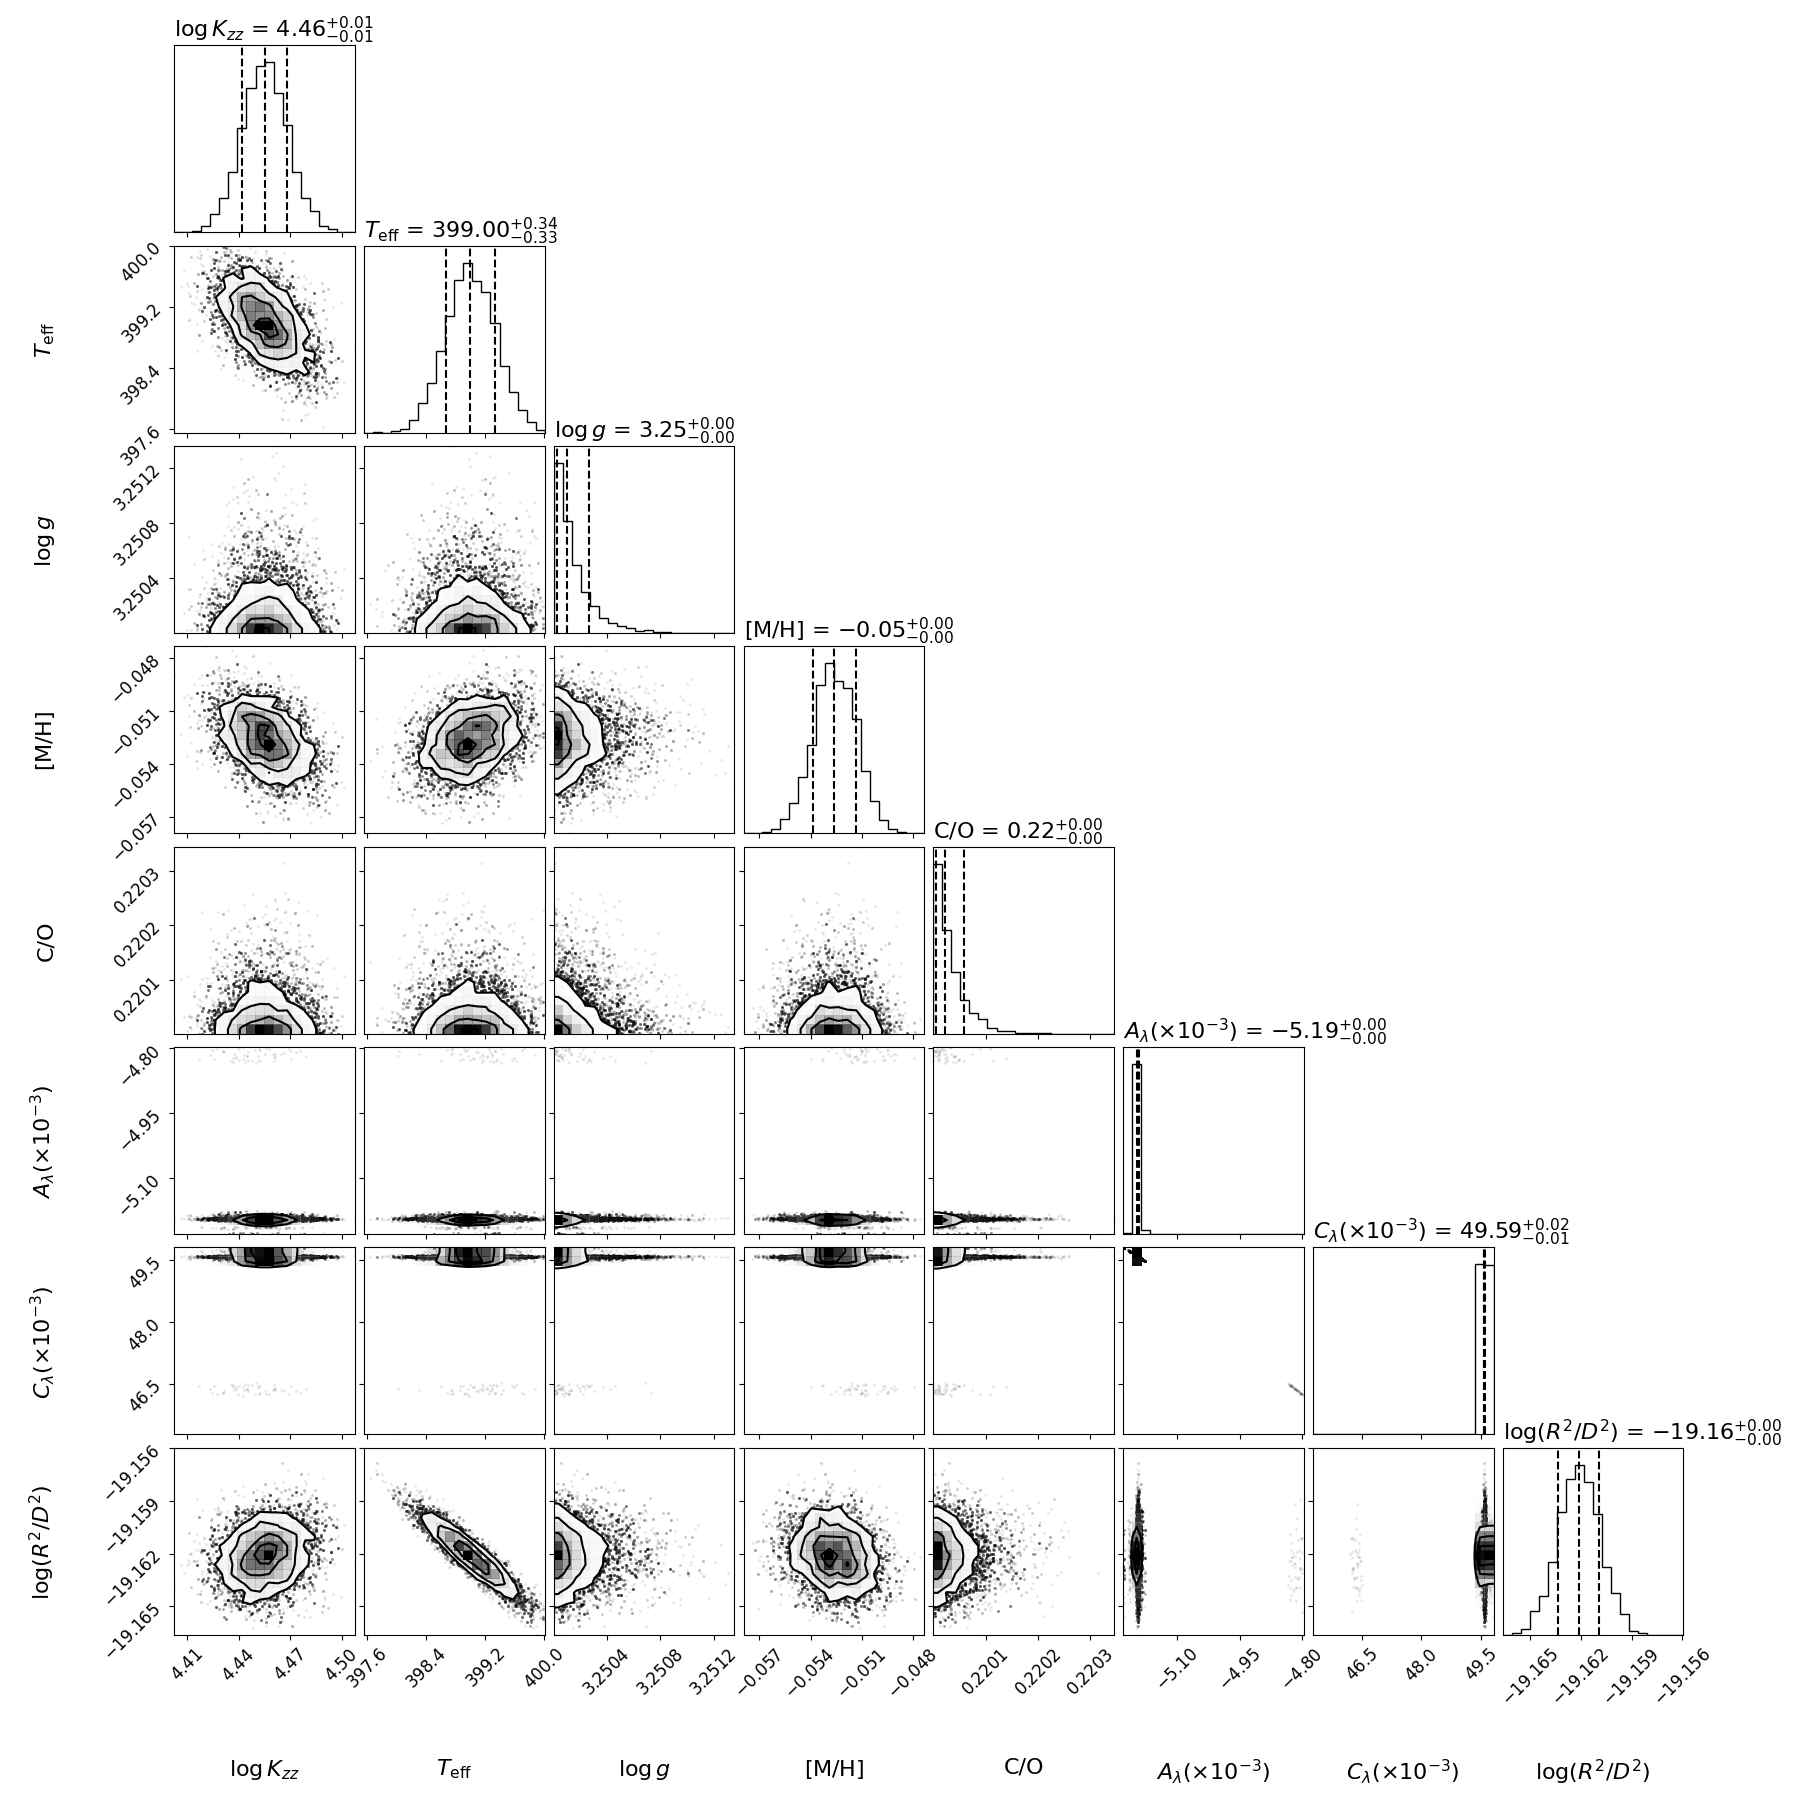 log K_zz = 4.46^{+0.01}_{−0.01}
T_eff = 399.00^{+0.34}_{−0.33}
400.0
399.2
398.4
397.6
T_eff
log g = 3.25^{+0.00}_{−0.00}
3.2512
3.2508
3.2504
log g
[M/H] = −0.05^{+0.00}_{−0.00}
−0.048
−0.051
−0.054
−0.057
[M/H]
C/O = 0.22^{+0.00}_{−0.00}
0.2203
0.2202
0.2201
C/O
A_λ(×10^{−3}) = −5.19^{+0.00}_{−0.00}
−4.80
−4.95
−5.10
A_λ(×10^{−3})
C_λ(×10^{−3}) = 49.59^{+0.02}_{−0.01}
49.5
48.0
46.5
C_λ(×10^{−3})
log(R²/D²) = −19.16^{+0.00}_{−0.00}
−19.156
−19.159
−19.162
−19.165
log(R²/D²)
4.41 4.44 4.47 4.50 397.6 398.4 399.2 400.0 3.2504 3.2508 3.2512 −0.057 −0.054 −0.051 −0.048 0.2201 0.2202 0.2203 −5.10 −4.95 −4.80 46.5 48.0 49.5 −19.165 −19.162 −19.159 −19.156
log K_zz T_eff log g [M/H] C/O A_λ(×10^{−3}) C_λ(×10^{−3}) log(R²/D²)